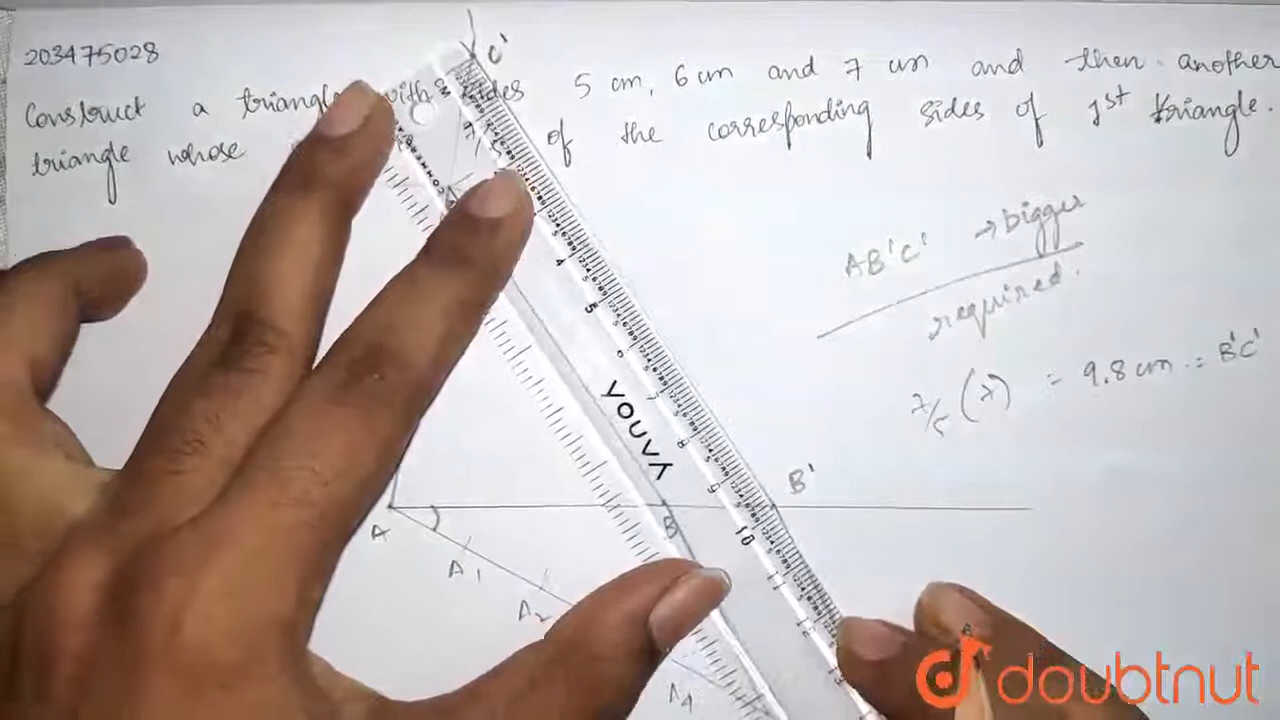 203475028
C'
Construct a triangle with sides 5 cm, 6 cm and 7 cm and then another
triangle whose of the corresponding sides of 1st triangle.
AB'C' → bigger
required.
7/5 (7) = 9.8 cm = B'C'
YOUVA
B'
A
B
A1
A2
A4
doubtnut